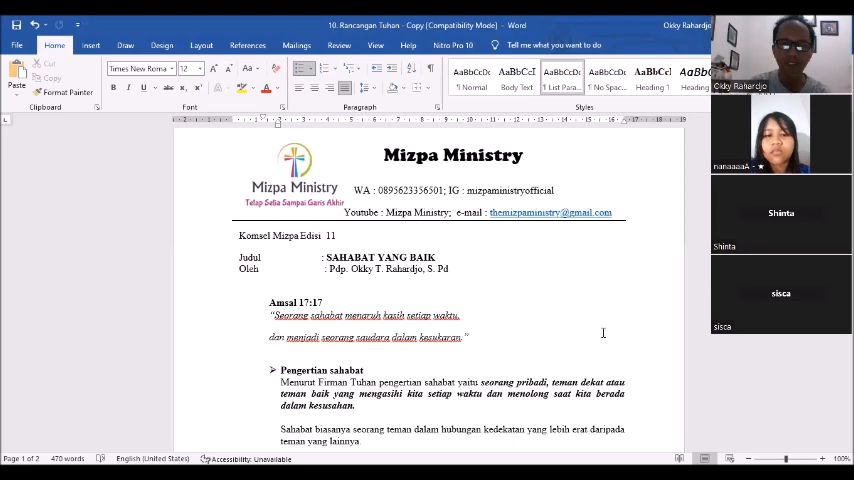 10. Rancangan Tuhan - Copy [Compatibility Mode] - Word
Okky Rahardjo
File Home Insert Draw Design Layout References Mailings Review View Help Nitro Pro 10 Tell me what you want to do
Paste
Cut
Copy
Format Painter
Clipboard
Times New Roma 12
Font
Paragraph
AaBbCcDc AaBbCcI AaBbCcDc AaBbCcDc AaBbCcI AaBbC
¶ Normal Abstract ¶ List Para... ¶ No Spac... Heading 1 Heading
Styles
Mizpa Ministry
Mizpa Ministry
Tetap Setia Sampai Garis Akhir
WA : 0895623356501; IG : mizpaministryofficial
Youtube : Mizpa Ministry; e-mail : themizpaministry@gmail.com
Komsel Mizpa Edisi 11
Judul : SAHABAT YANG BAIK
Oleh : Pdp. Okky T. Rahardjo, S. Pd
Amsal 17:17
“Seorang sahabat menaruh kasih setiap waktu,
dan menjadi seorang saudara dalam kesukaran.”
Pengertian sahabat
Menurut Firman Tuhan pengertian sahabat yaitu seorang pribadi, teman dekat atau
teman baik yang mengasihi kita setiap waktu dan menolong saat kita berada
dalam kesusahan.
Sahabat biasanya seorang teman dalam hubungan kedekatan yang lebih erat daripada
teman yang lainnya.
Page 1 of 2 470 words English (United States) Accessibility: Unavailable 100%
Okky Rahardjo
nanaaaaA -
Shinta
Shinta
sisca
sisca